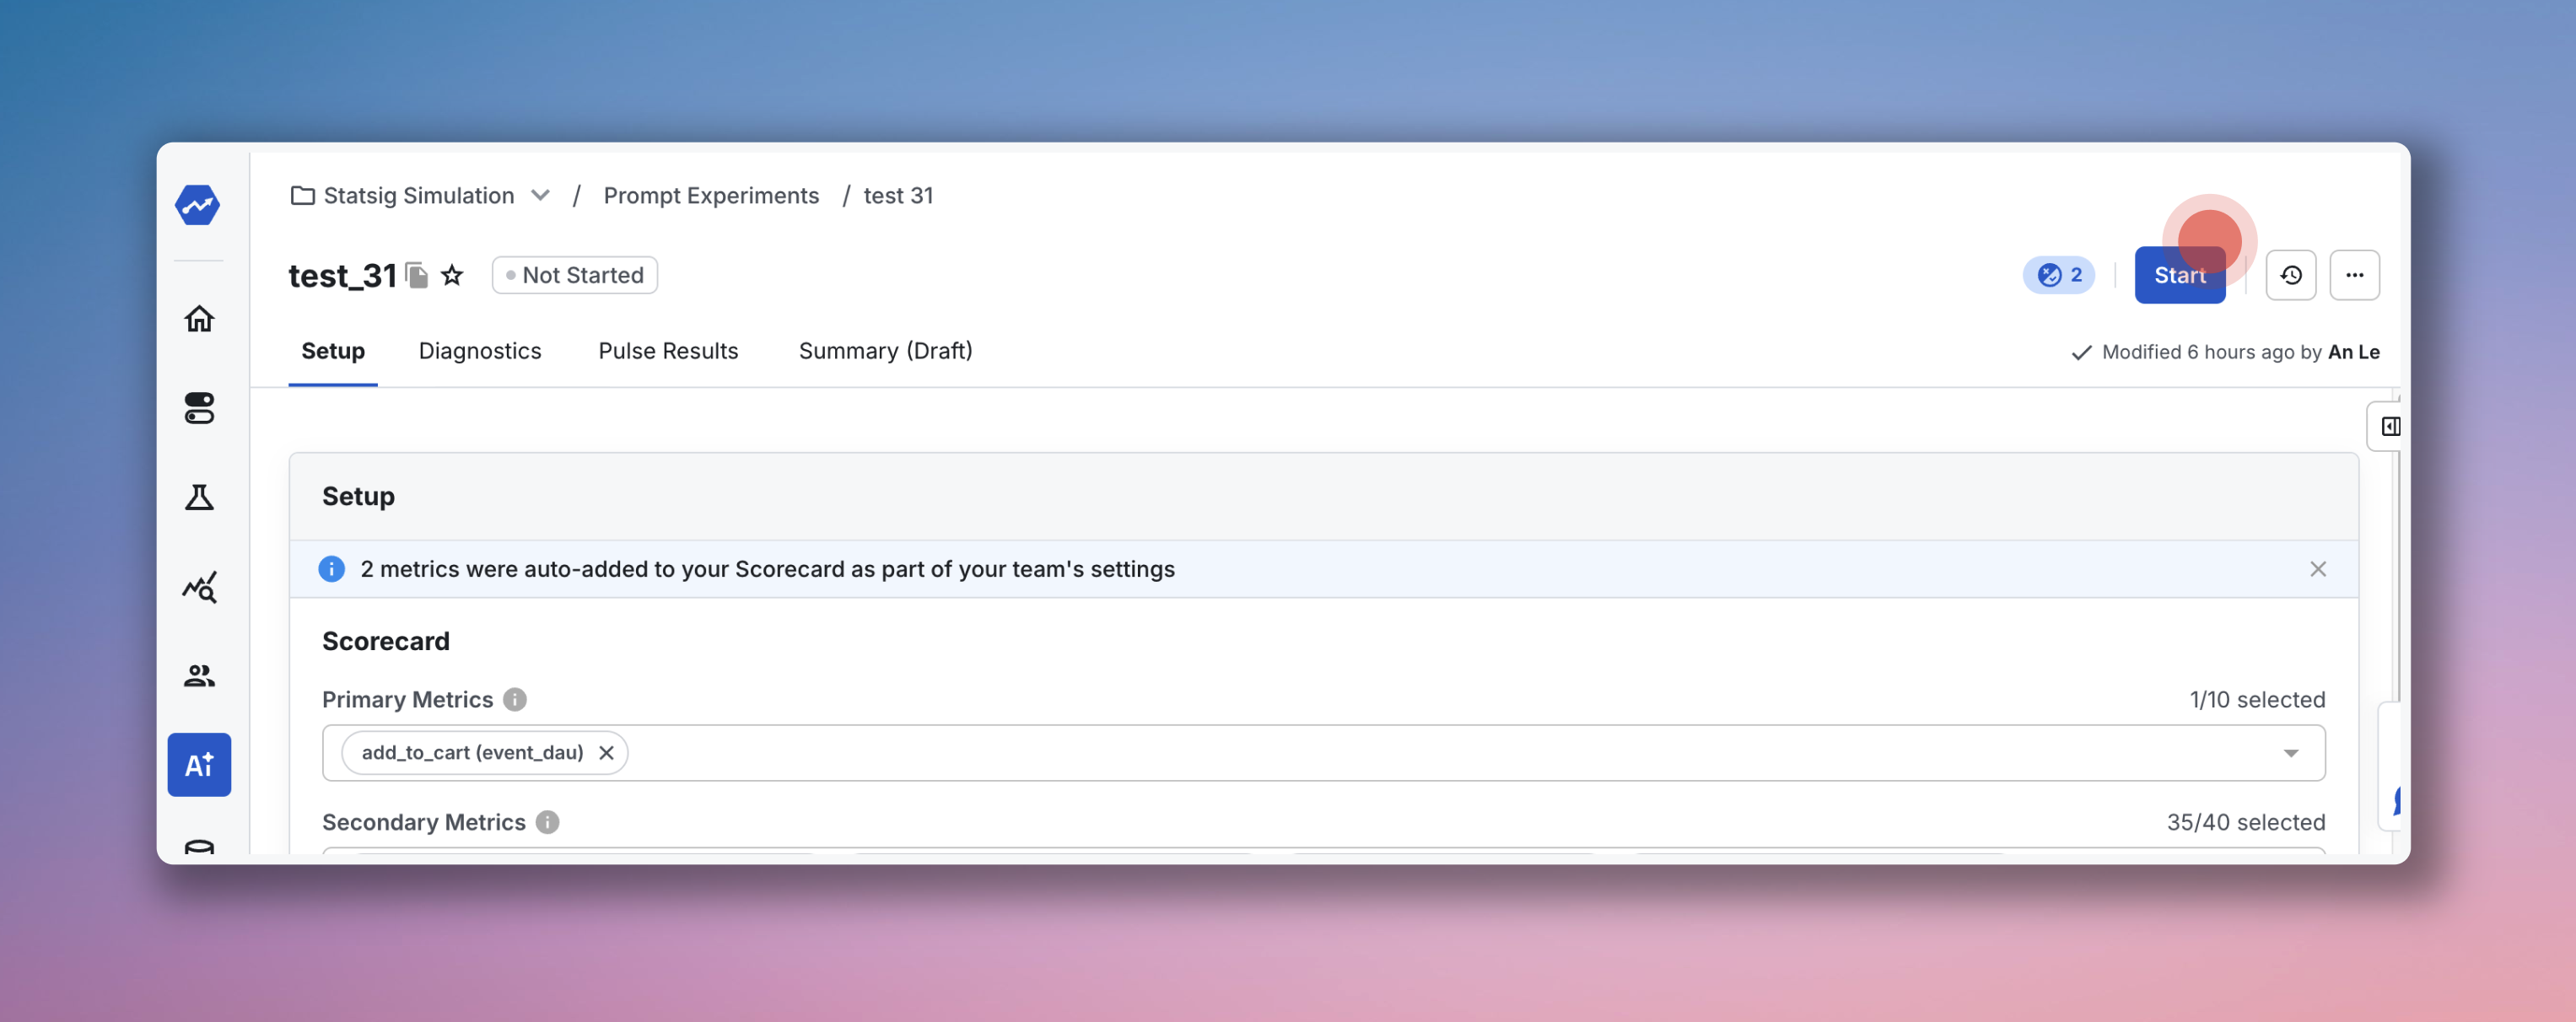 Statsig Simulation / Prompt Experiments / test 31
test_31 Not Started 2 Start
Setup Diagnostics Pulse Results Summary (Draft) Modified 6 hours ago by An Le
Setup
2 metrics were auto-added to your Scorecard as part of your team's settings
Scorecard
Primary Metrics 1/10 selected
add_to_cart (event_dau)
Ai
Secondary Metrics 35/40 selected